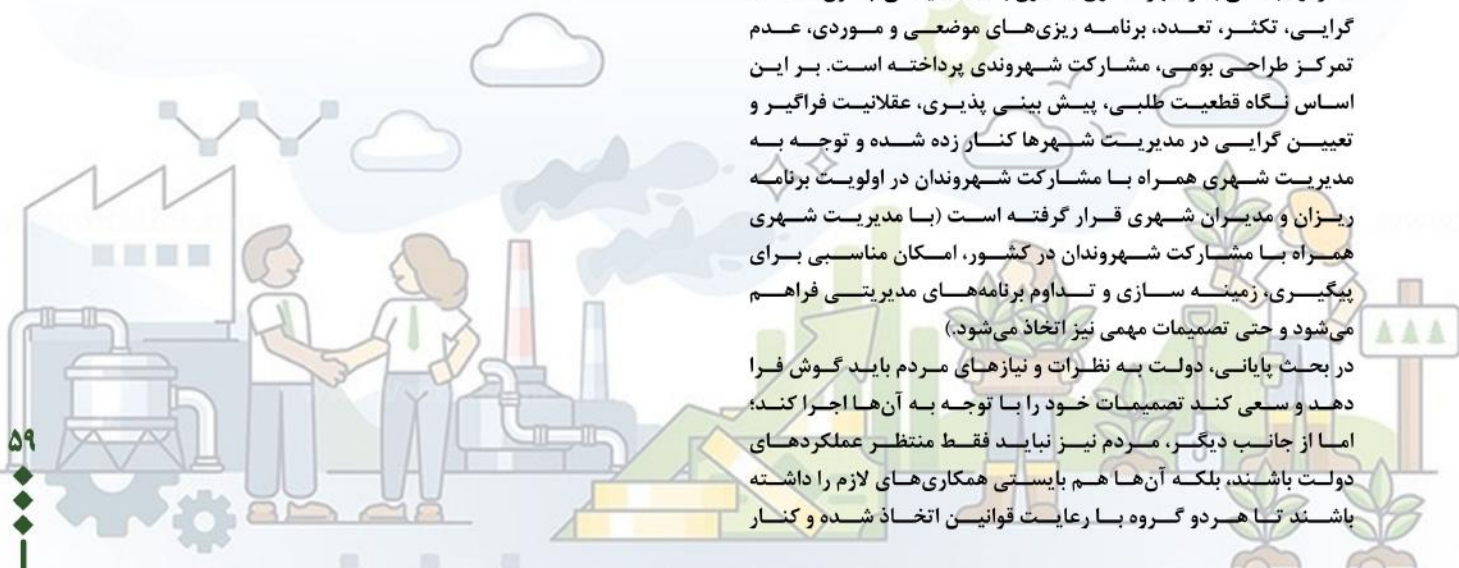 گرایی، تکثر، تعدد، برنامه ریزی‌های موضعی و موردی، عدم
تمرکز طراحی بومی، مشارکت شهروندی پرداخته است. بر این
اساس نگاه قطعیت طلبی، پیش بینی پذیری، عقلانیت فراگیر و
تعیین گرایی در مدیریت شهرها کنار زده شده و توجه به
مدیریت شهری همراه با مشارکت شهروندان در اولویت برنامه
ریزان و مدیران شهری قرار گرفته است (با مدیریت شهری
همراه با مشارکت شهروندان در کشور، امکان مناسبی برای
پیگیری، زمینه سازی و تداوم برنامه‌های مدیریتی فراهم
می‌شود و حتی تصمیمات مهمی نیز اتخاذ می‌شود.)
در بحث پایانی، دولت به نظرات و نیازهای مردم باید گوش فرا
دهد و سعی کند تصمیمات خود را با توجه به آن‌ها اجرا کند؛
اما از جانب دیگر، مردم نیز نباید فقط منتظر عملکردهای
دولت باشند، بلکه آن‌ها هم بایستی همکاری‌های لازم را داشته
باشند تا هردو گروه با رعایت قوانین اتخاذ شده و کنار
۵۹